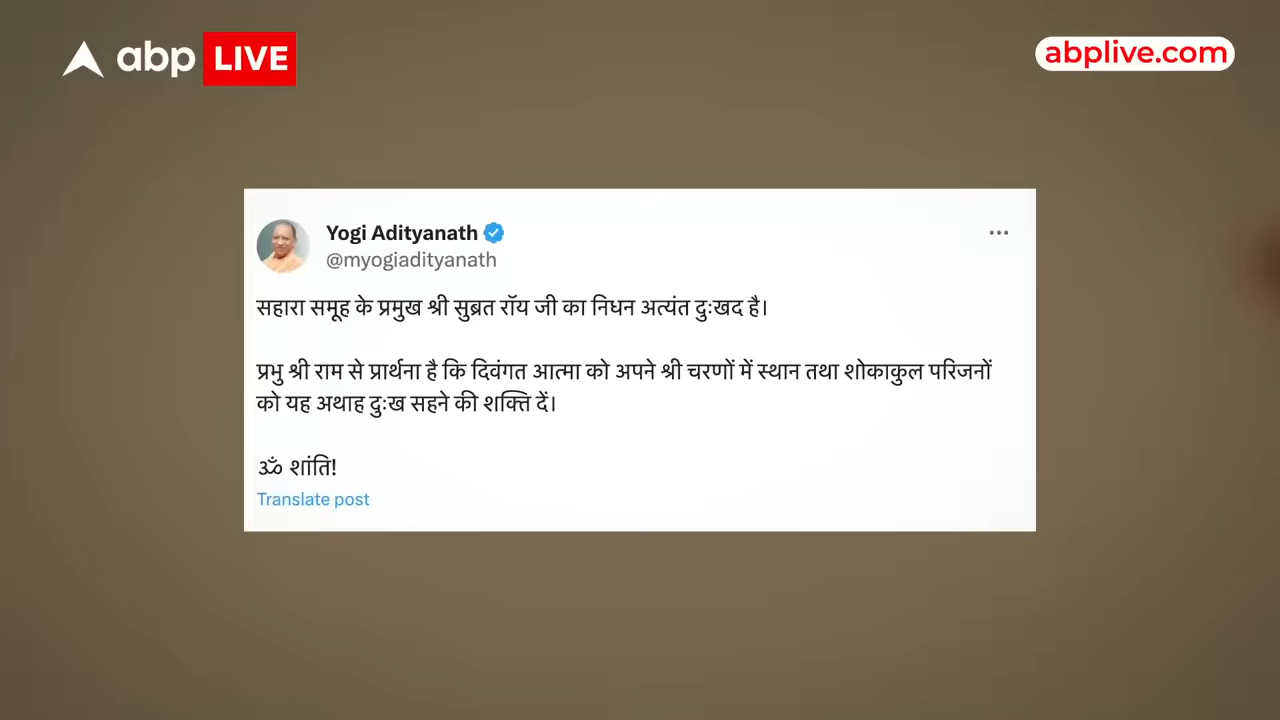 abp LIVE
abplive.com
Yogi Adityanath
@myogiadityanath
सहारा समूह के प्रमुख श्री सुब्रत रॉय जी का निधन अत्यंत दुःखद है।
प्रभु श्री राम से प्रार्थना है कि दिवंगत आत्मा को अपने श्री चरणों में स्थान तथा शोकाकुल परिजनों
को यह अथाह दुःख सहने की शक्ति दें।
ॐ शांति!
Translate post